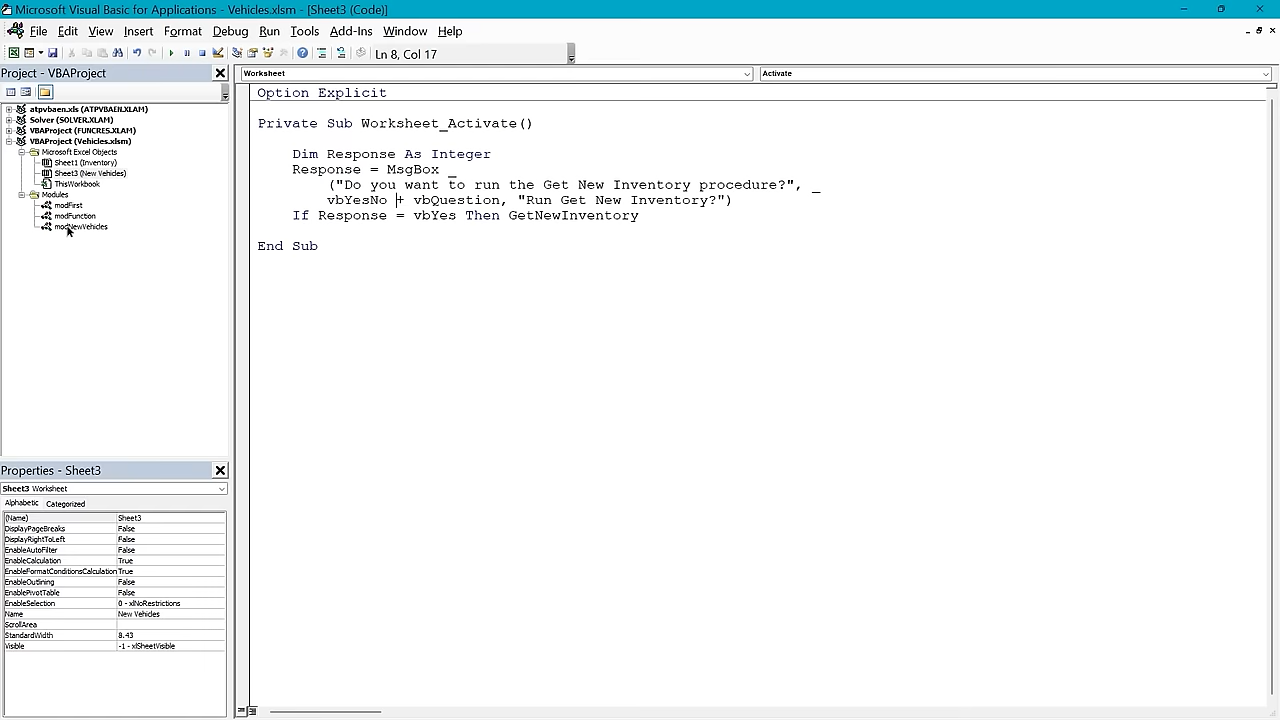 Microsoft Visual Basic for Applications - Vehicles.xlsm - [Sheet3 (Code)]
File Edit View Insert Format Debug Run Tools Add-Ins Window Help
Ln 8, Col 17
Project - VBAProject
atpvbaen.xls (ATPVBAEN.XLAM)
Solver (SOLVER.XLAM)
VBAProject (FUNCRES.XLAM)
VBAProject (Vehicles.xlsm)
Microsoft Excel Objects
Sheet1 (Inventory)
Sheet3 (New Vehicles)
ThisWorkbook
Modules
modFirst
modFunction
modNewVehicles
Properties - Sheet3
Sheet3 Worksheet
Alphabetic Categorized
(Name) Sheet3
DisplayPageBreaks False
DisplayRightToLeft False
EnableAutoFilter False
EnableCalculation True
EnableFormatConditionsCalculation True
EnableOutlining False
EnablePivotTable False
EnableSelection 0 - xlNoRestrictions
Name New Vehicles
ScrollArea
StandardWidth 8.43
Visible -1 - xlSheetVisible
Worksheet Activate
Option Explicit
Private Sub Worksheet_Activate()
Dim Response As Integer
Response = MsgBox _
("Do you want to run the Get New Inventory procedure?", _
vbYesNo + vbQuestion, "Run Get New Inventory?")
If Response = vbYes Then GetNewInventory
End Sub